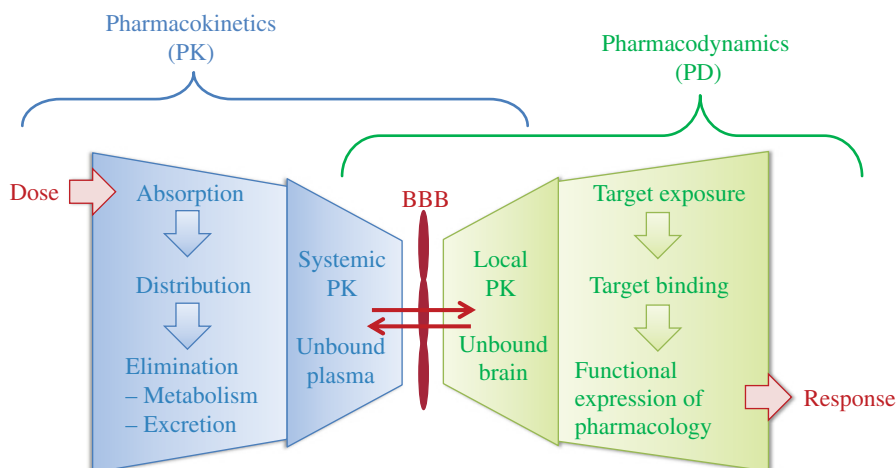 Pharmacokinetics
(PK)
Pharmacodynamics
(PD)
Dose
Absorption
Distribution
Elimination
– Metabolism
– Excretion
Systemic
PK
Unbound
plasma
BBB
Local
PK
Unbound
brain
Target exposure
Target binding
Functional
expression of
pharmacology
Response